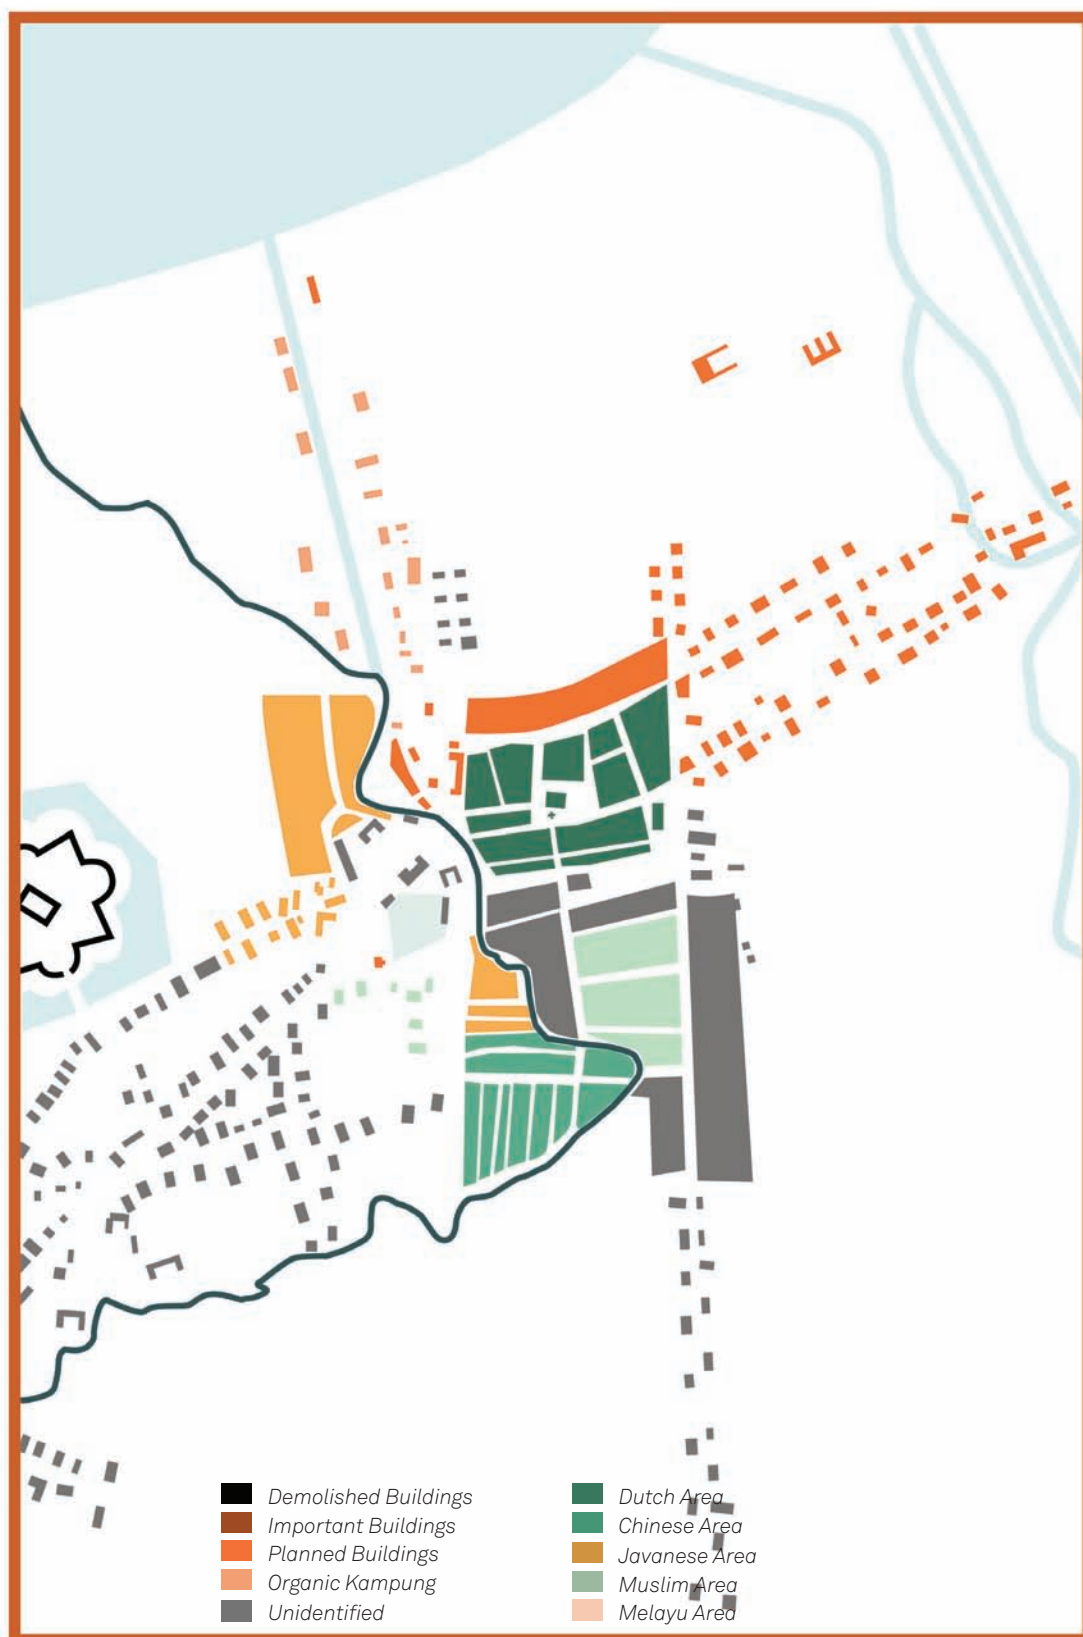 Demolished Buildings
Important Buildings
Planned Buildings
Organic Kampung
Unidentified
Dutch Area
Chinese Area
Javanese Area
Muslim Area
Melayu Area